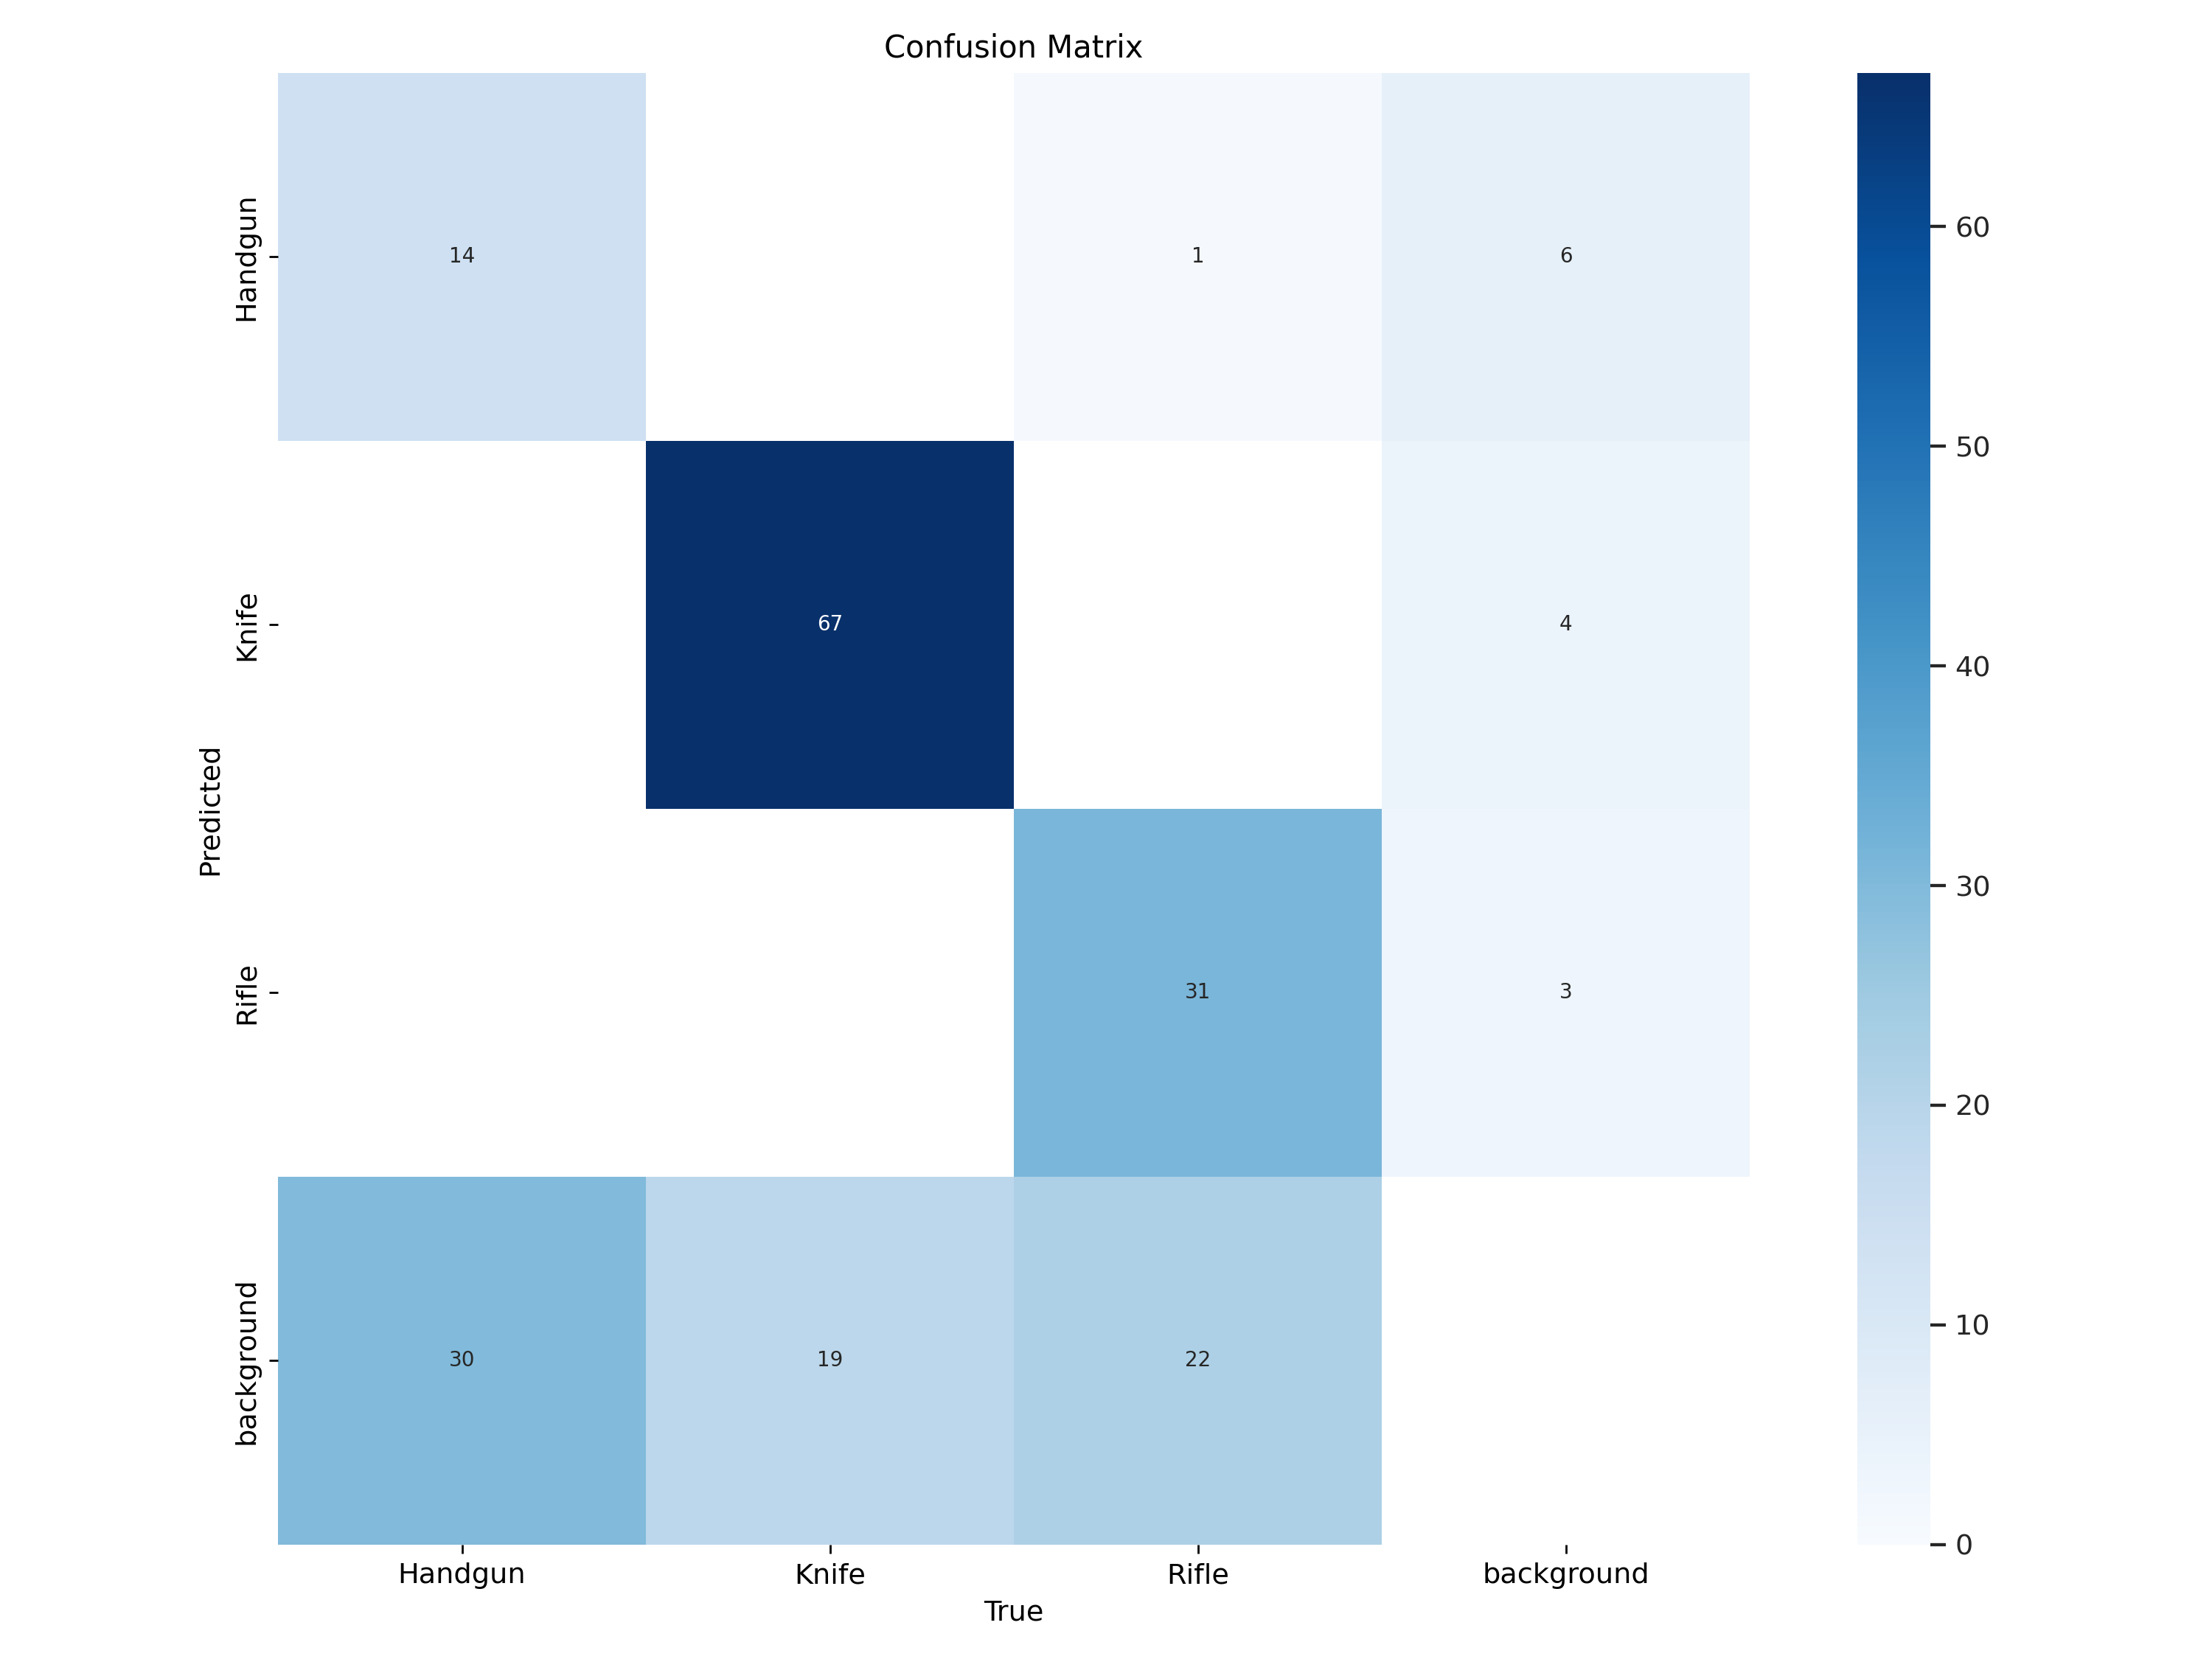 Confusion Matrix
Handgun
14
1
6
60
50
Knife
67
4
40
Predicted
30
Rifle
31
3
20
background
30
19
22
10
0
Handgun
Knife
Rifle
background
True